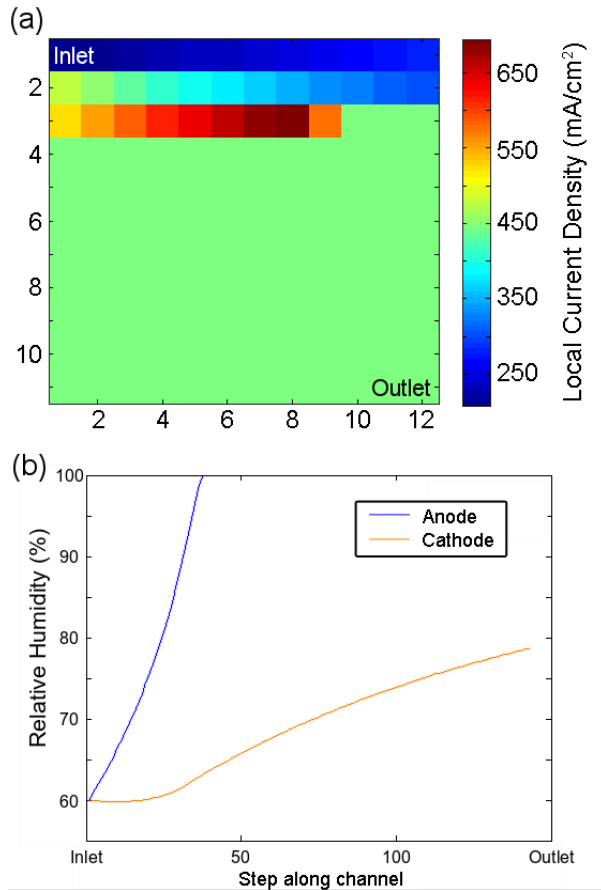 (a)
Inlet
2
4
6
8
10
Outlet
2 4 6 8 10 12
650
550
450
350
250
Local Current Density (mA/cm²)
(b)
100
90
80
70
60
Relative Humidity (%)
Anode
Cathode
Inlet 50 100 Outlet
Step along channel